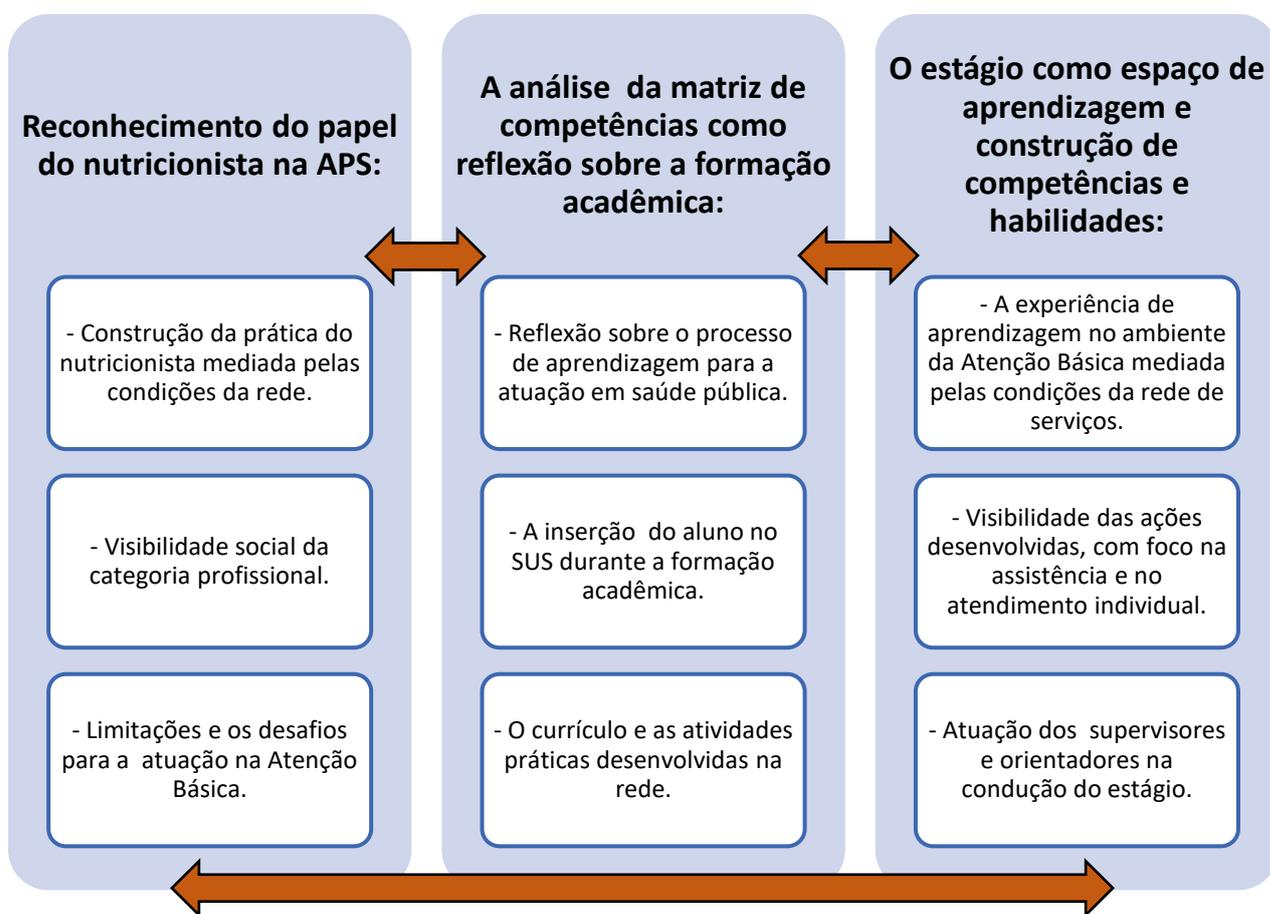 Reconhecimento do papel
do nutricionista na APS:
- Construção da prática do
nutricionista mediada pelas
condições da rede.
- Visibilidade social da
categoria profissional.
- Limitações e os desafios
para a atuação na Atenção
Básica.
A análise da matriz de
competências como
reflexão sobre a formação
acadêmica:
- Reflexão sobre o processo
de aprendizagem para a
atuação em saúde pública.
- A inserção do aluno no
SUS durante a formação
acadêmica.
- O currículo e as atividades
práticas desenvolvidas na
rede.
O estágio como espaço de
aprendizagem e
construção de
competências e
habilidades:
- A experiência de
aprendizagem no ambiente
da Atenção Básica mediada
pelas condições da rede de
serviços.
- Visibilidade das ações
desenvolvidas, com foco na
assistência e no
atendimento individual.
- Atuação dos supervisores
e orientadores na
condução do estágio.